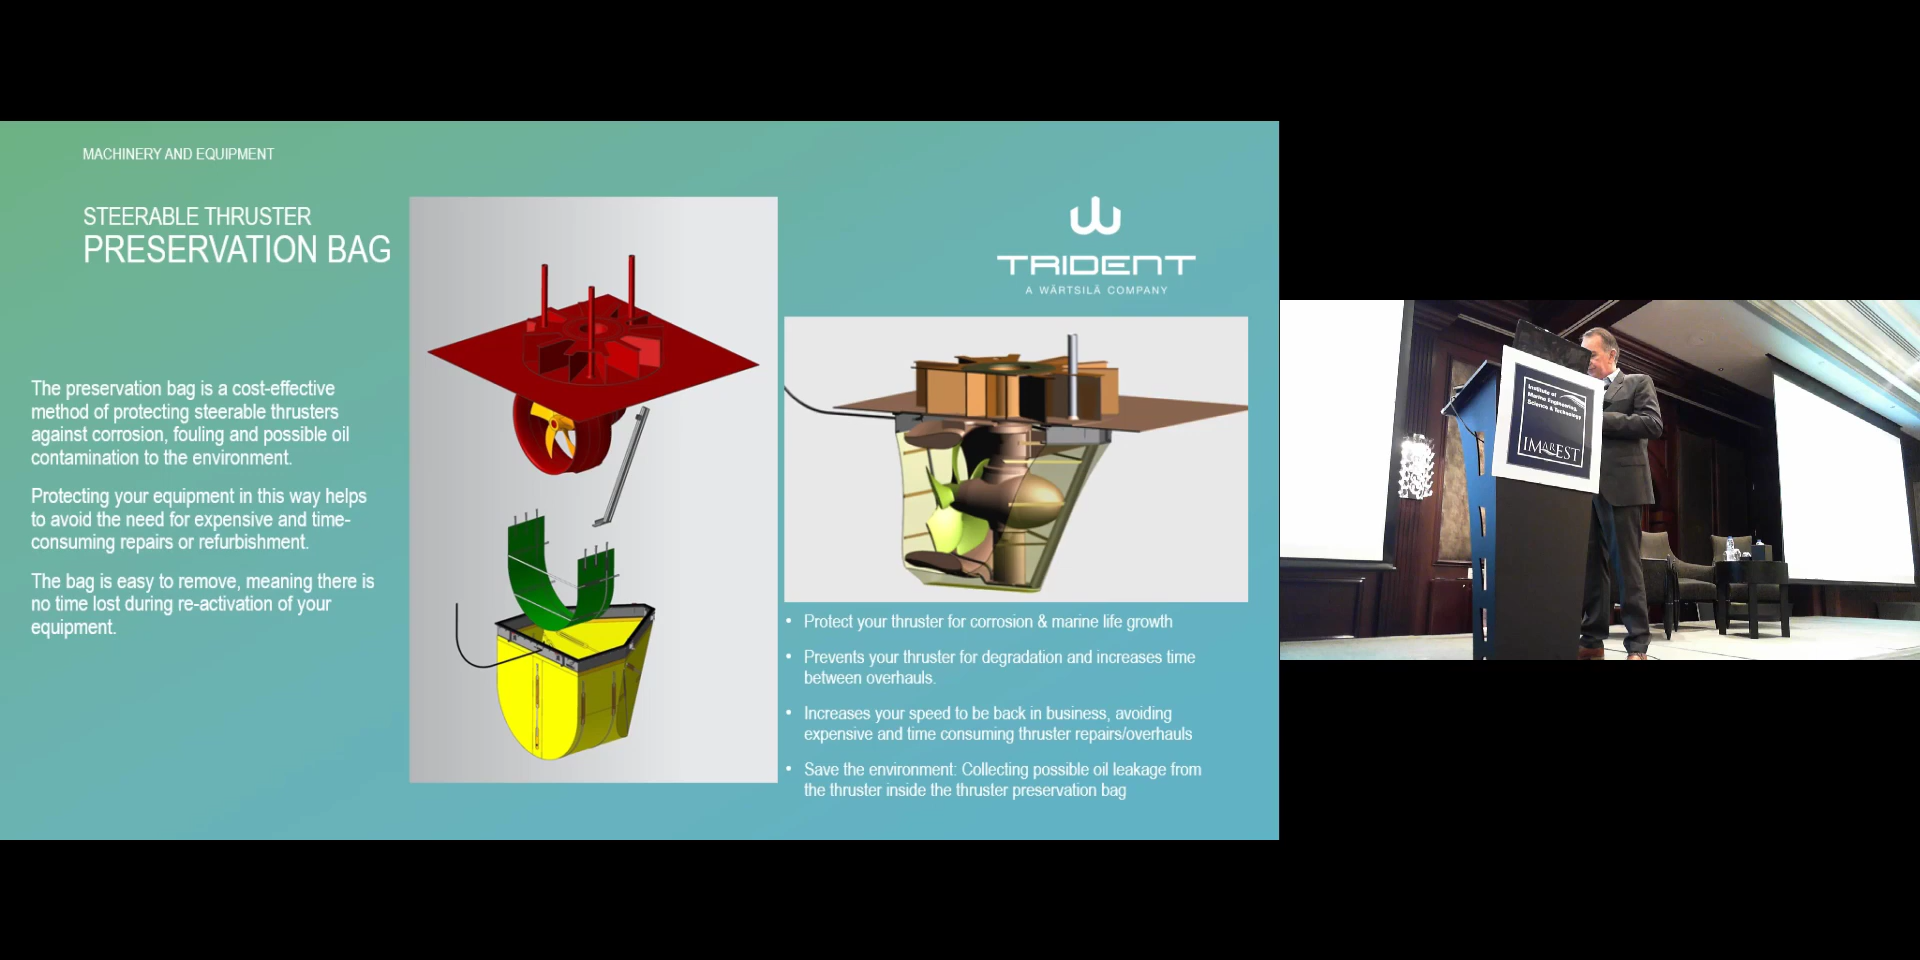 MACHINERY AND EQUIPMENT
STEERABLE THRUSTER
PRESERVATION BAG
The preservation bag is a cost-effective
method of protecting steerable thrusters
against corrosion, fouling and possible oil
contamination to the environment.
Protecting your equipment in this way helps
to avoid the need for expensive and time-
consuming repairs or refurbishment.
The bag is easy to remove, meaning there is
no time lost during re-activation of your
equipment.
TRIDENT
A WÄRTSILÄ COMPANY
• Protect your thruster for corrosion & marine life growth
• Prevents your thruster for degradation and increases time
between overhauls.
• Increases your speed to be back in business, avoiding
expensive and time consuming thruster repairs/overhauls
• Save the environment: Collecting possible oil leakage from
the thruster inside the thruster preservation bag
Institute of
Marine Engineering,
Science & Technology
IMAREST